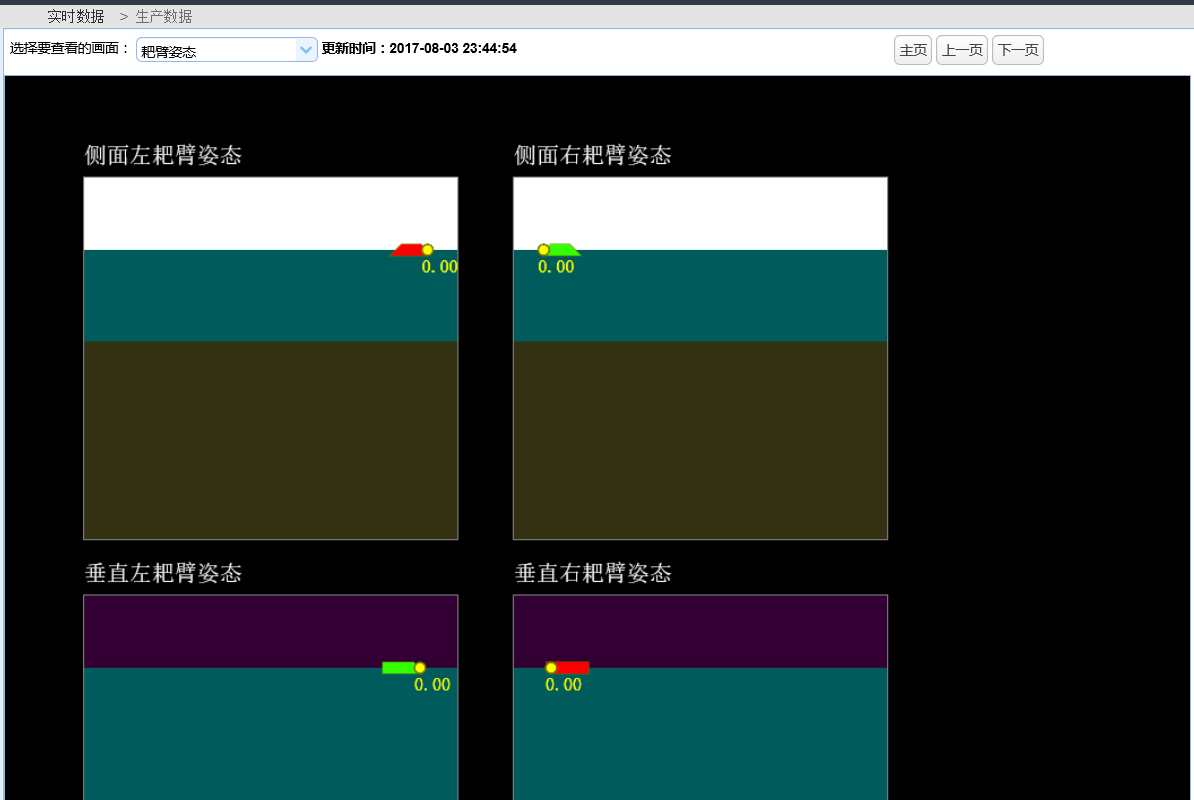 实时数据 > 生产数据
选择要查看的画面： 耙臂姿态 更新时间：2017-08-03 23:44:54 主页 上一页 下一页
侧面左耙臂姿态 侧面右耙臂姿态
0.00 0.00
垂直左耙臂姿态 垂直右耙臂姿态
0.00 0.00